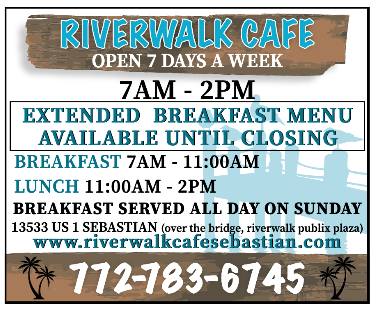 RIVERWALK CAFE
OPEN 7 DAYS A WEEK
7AM - 2PM
EXTENDED BREAKFAST MENU
AVAILABLE UNTIL CLOSING
BREAKFAST 7AM - 11:00AM
LUNCH 11:00AM - 2PM
BREAKFAST SERVED ALL DAY ON SUNDAY
13533 US 1 SEBASTIAN (over the bridge, riverwalk publix plaza)
www.riverwalkcafesebastian.com
772-783-6745